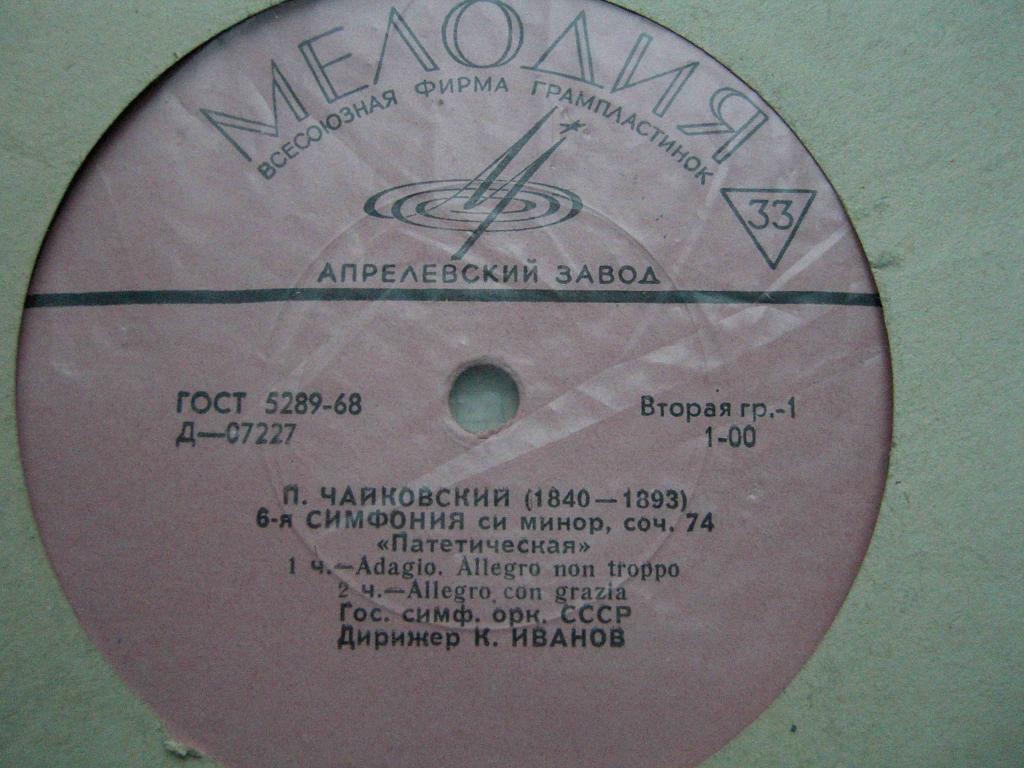 МЕЛОДИЯ
ВСЕСОЮЗНАЯ ФИРМА ГРАМПЛАСТИНОК
33
АПРЕЛЕВСКИЙ ЗАВОД
ГОСТ 5289-68
Д—07227
Вторая гр.-1
1-00
П. ЧАЙКОВСКИЙ (1840—1893)
6-я СИМФОНИЯ си минор, соч. 74
«Патетическая»
1 ч.—Adagio. Allegro non troppo
2 ч.—Allegro con grazia
Гос. симф. орк. СССР
Дирижер К. ИВАНОВ